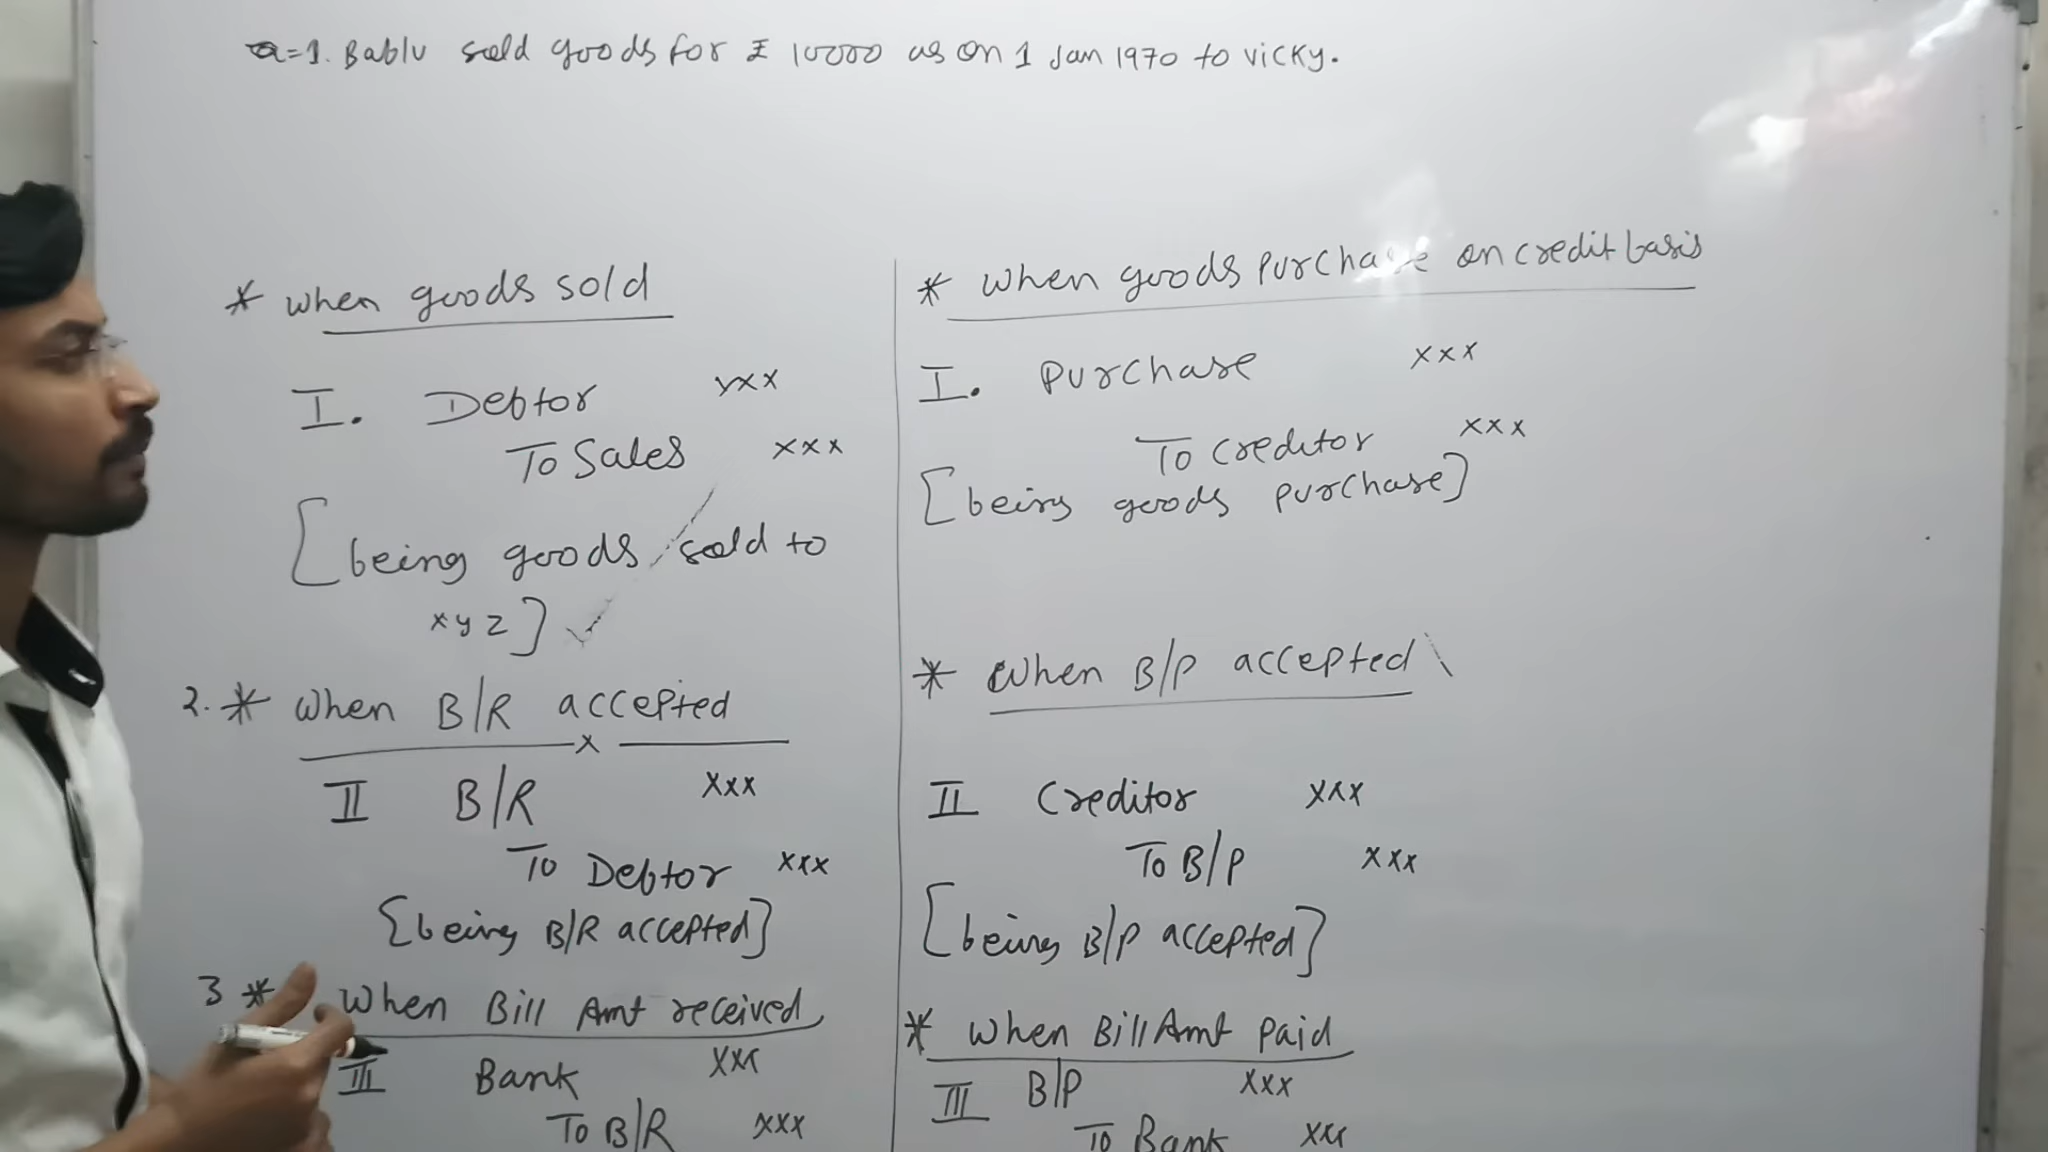 Q=1. Bablu sold goods for ₹ 10000 as on 1 Jan 1970 to vicky.
* when goods sold
I. Debtor xxx
To Sales xxx
[being goods sold to
xyz] ✓
2. * when B/R accepted
x
II B/R xxx
To Debtor xxx
{being B/R accepted]
3 * When Bill Amt received
III Bank xxx
To B/R xxx
* when goods purchase on credit basis
I. Purchase xxx
To creditor xxx
[being goods purchase]
* When B/P accepted
II Creditor xxx
To B/P xxx
[being B/P accepted]
* when Bill Amt paid
III B/P xxx
To Bank xxx